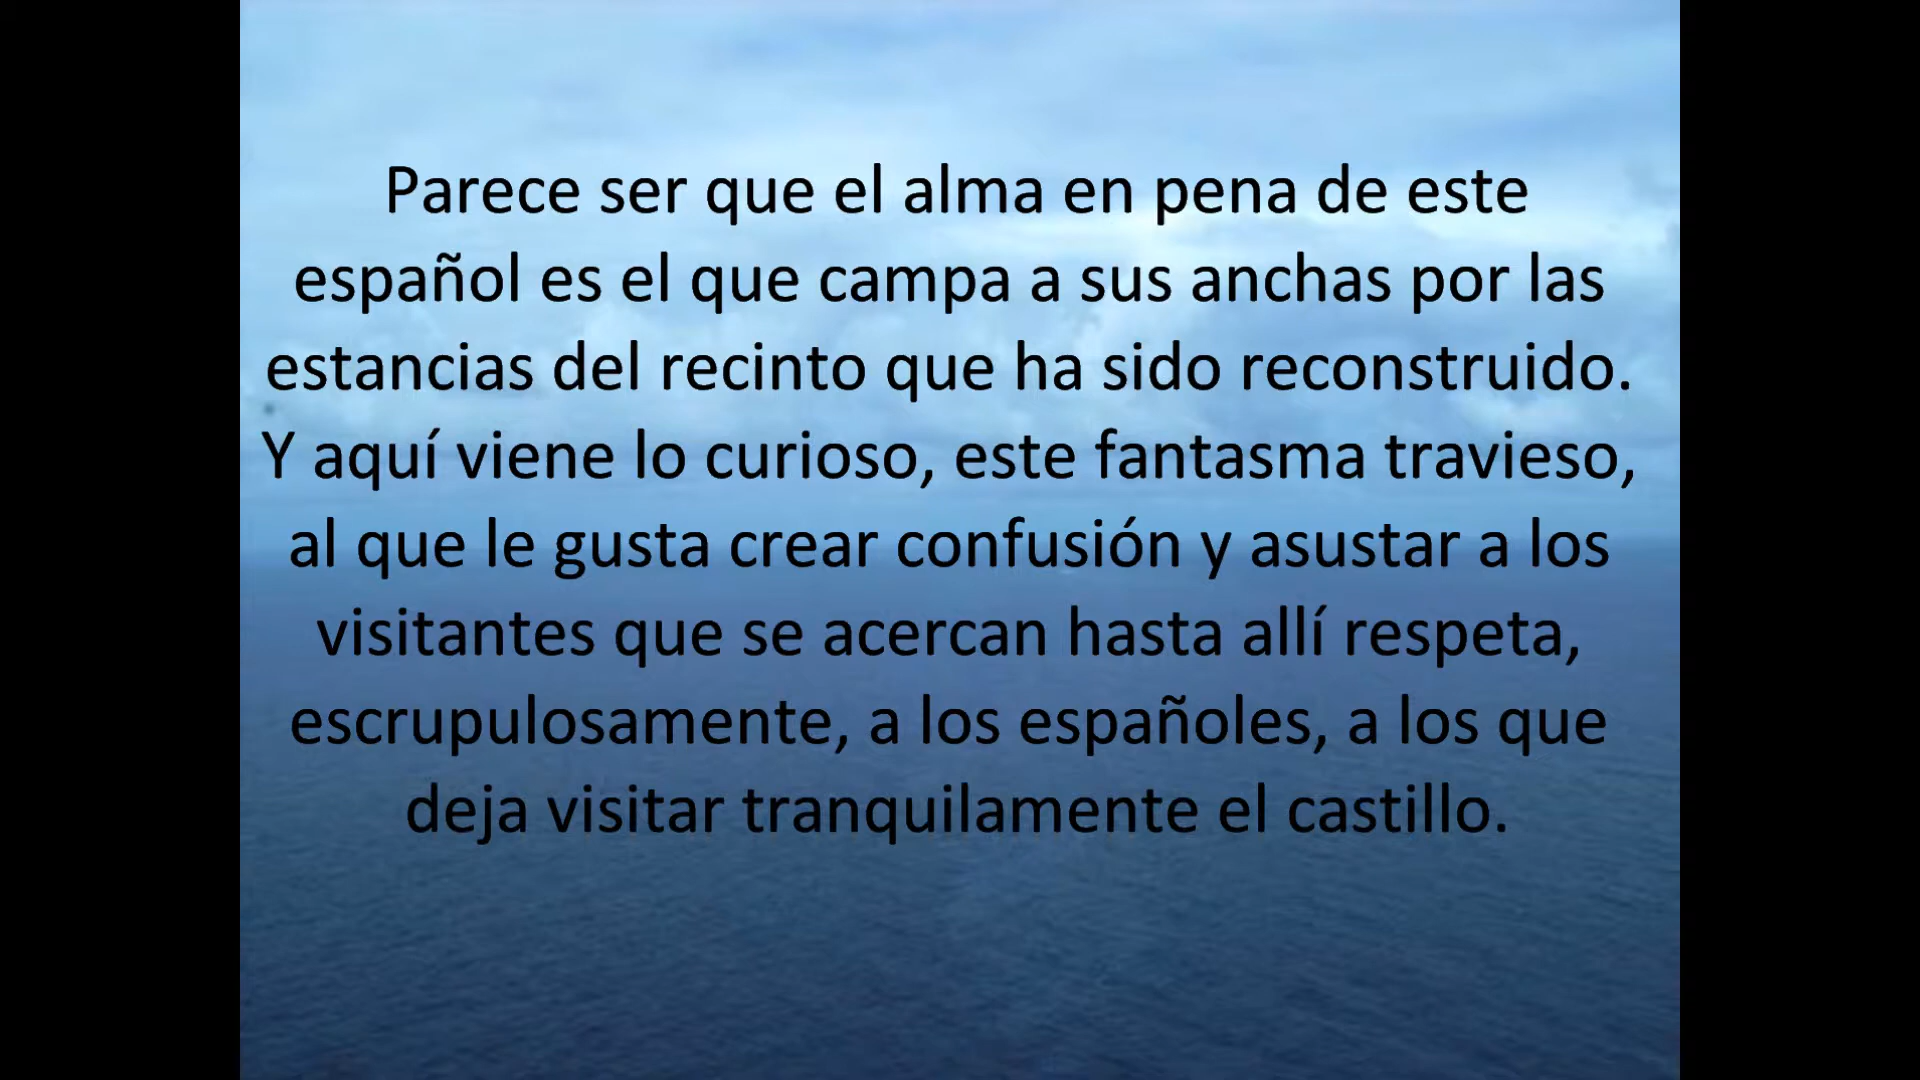 Parece ser que el alma en pena de este
español es el que campa a sus anchas por las
estancias del recinto que ha sido reconstruido.
Y aquí viene lo curioso, este fantasma travieso,
al que le gusta crear confusión y asustar a los
visitantes que se acercan hasta allí respeta,
escrupulosamente, a los españoles, a los que
deja visitar tranquilamente el castillo.